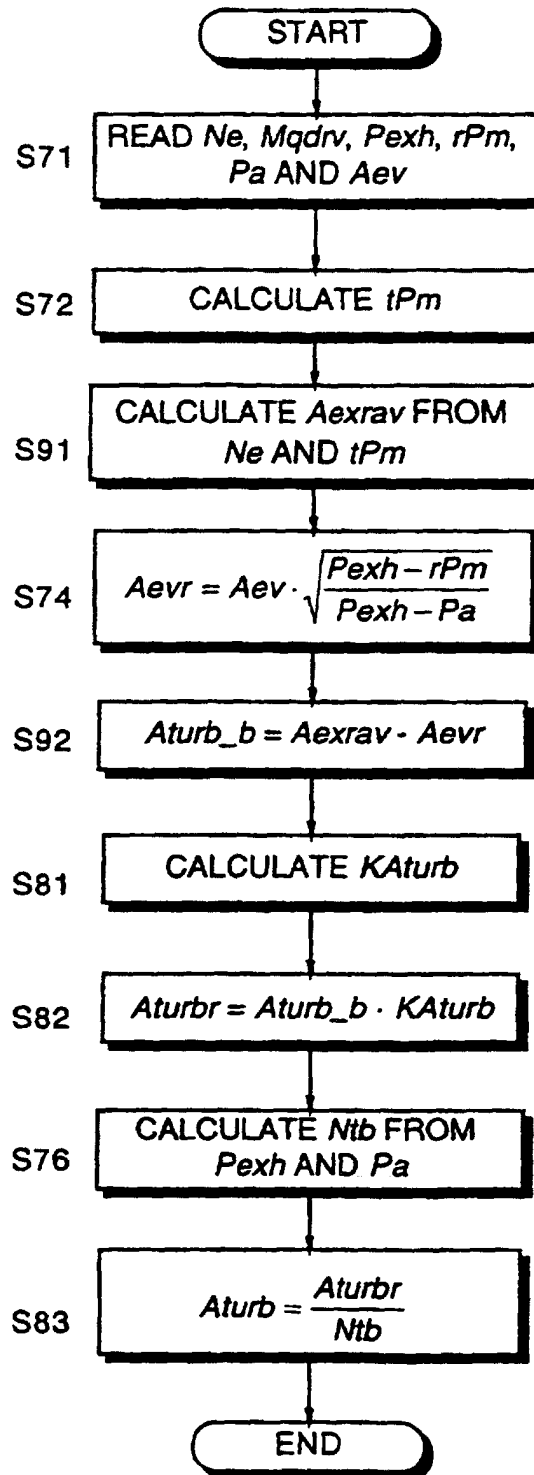 START
S71
READ Ne, Mqdrv, Pexh, rPm,
Pa AND Aev
S72
CALCULATE tPm
S91
CALCULATE Aexrav FROM
Ne AND tPm
S74
Aevr = Aev · √((Pexh – rPm)/(Pexh – Pa))
S92
Aturb_b = Aexrav - Aevr
S81
CALCULATE KAturb
S82
Aturbr = Aturb_b · KAturb
S76
CALCULATE Ntb FROM
Pexh AND Pa
S83
Aturb = Aturbr/Ntb
END